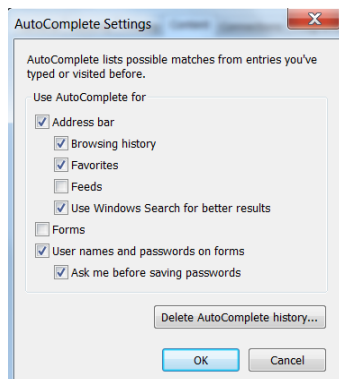 AutoComplete Settings
AutoComplete lists possible matches from entries you've
typed or visited before.
Use AutoComplete for
Address bar
Browsing history
Favorites
Feeds
Use Windows Search for better results
Forms
User names and passwords on forms
Ask me before saving passwords
Delete AutoComplete history...
OK Cancel